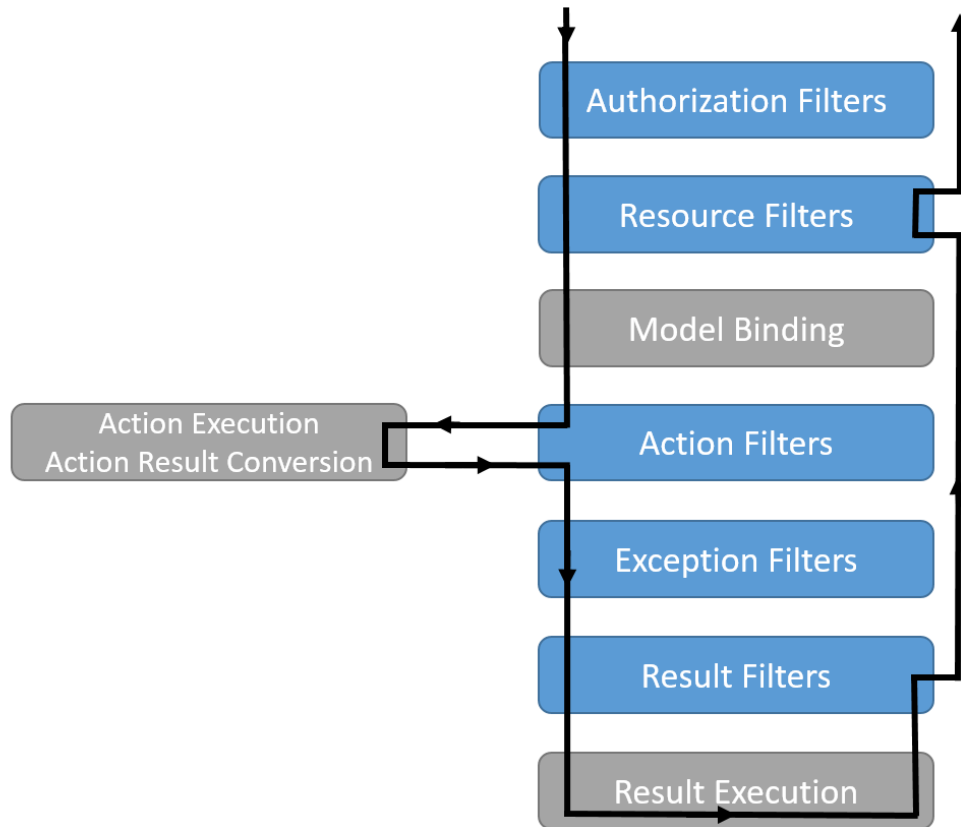 Authorization Filters
Resource Filters
Model Binding
Action Execution
Action Result Conversion
Action Filters
Exception Filters
Result Filters
Result Execution